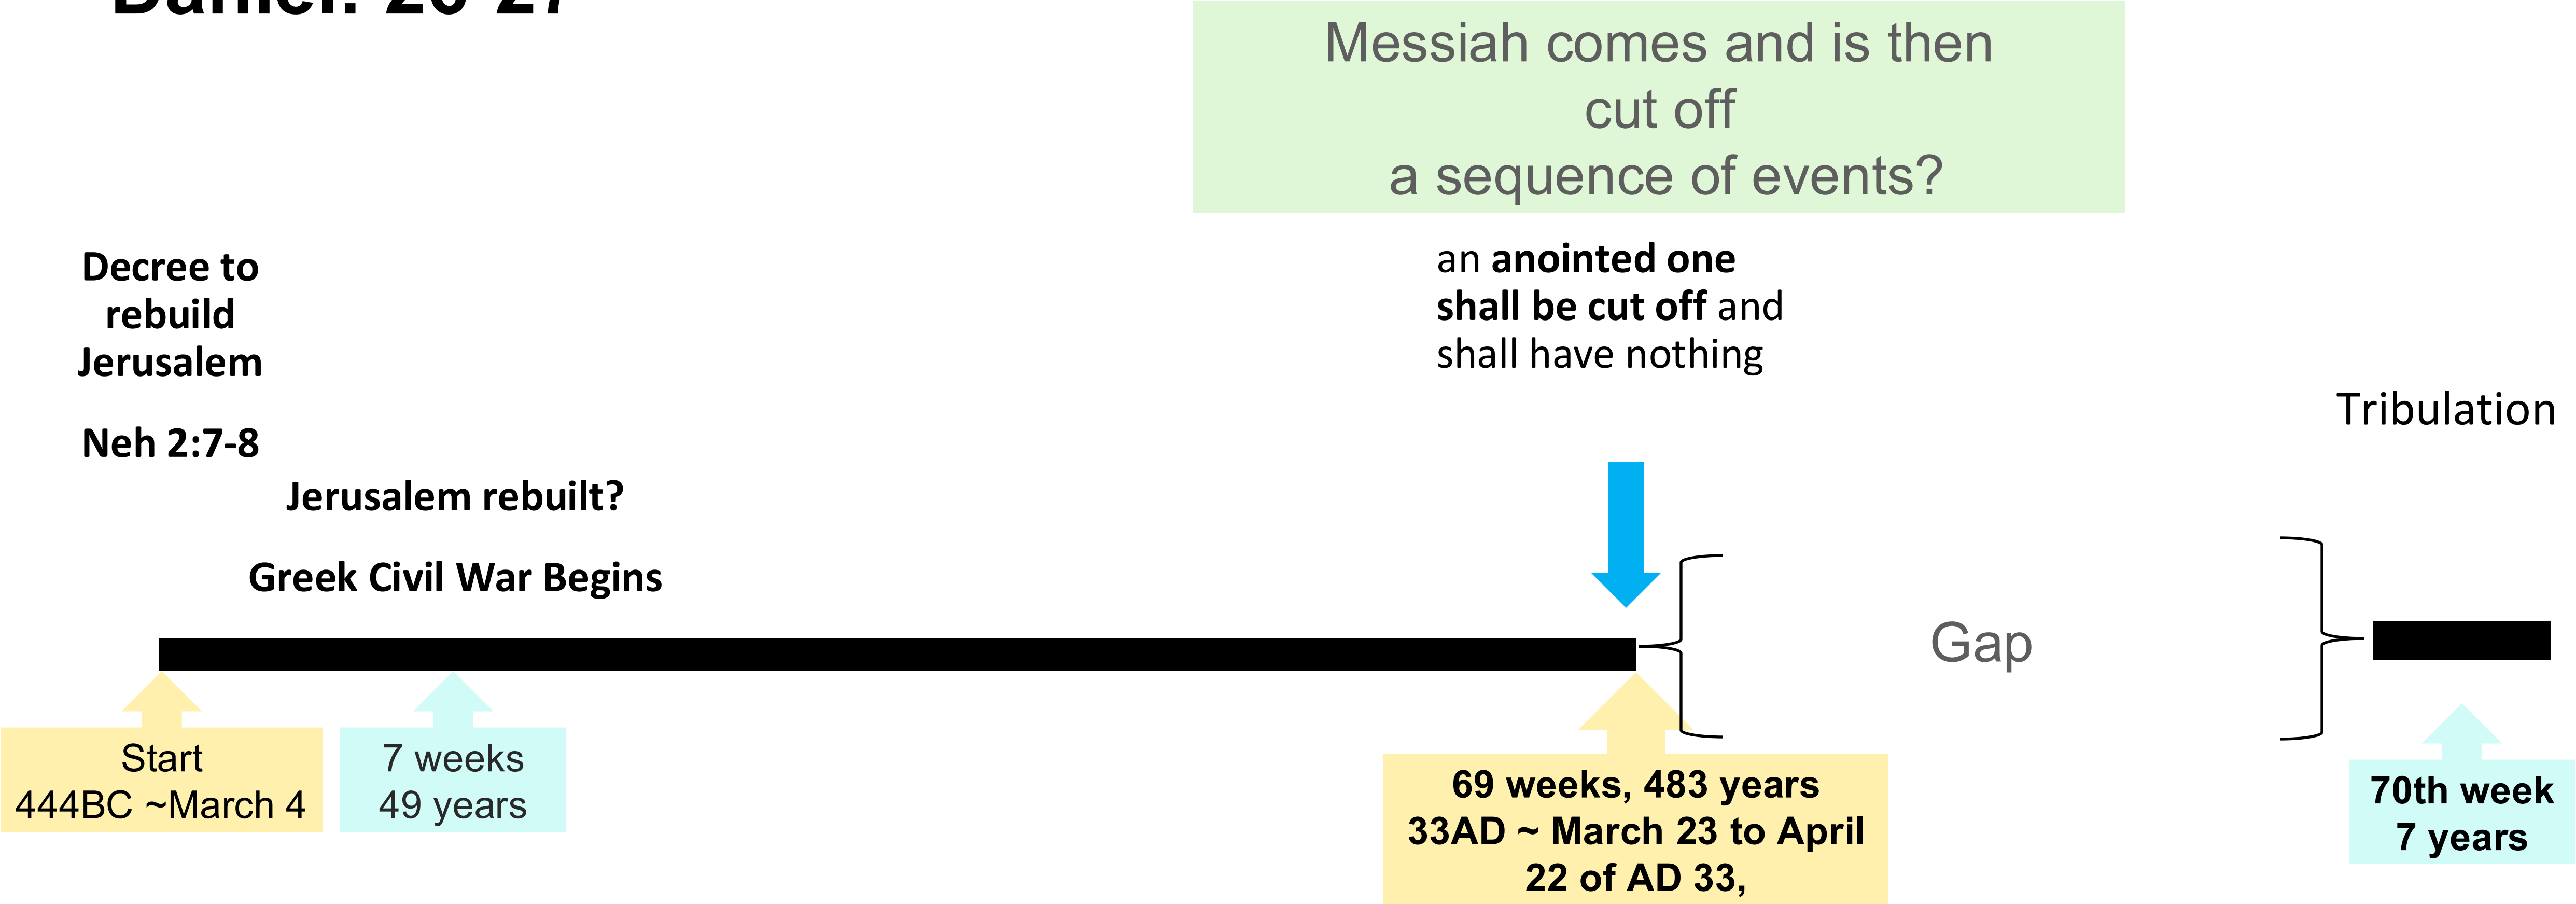 Daniel: 26-27
Messiah comes and is then
cut off
a sequence of events?
Decree to
rebuild
Jerusalem
Neh 2:7-8
an anointed one
shall be cut off and
shall have nothing
Tribulation
Jerusalem rebuilt?
Greek Civil War Begins
Gap
Start
444BC ~March 4
7 weeks
49 years
69 weeks, 483 years
33AD ~ March 23 to April
22 of AD 33,
70th week
7 years